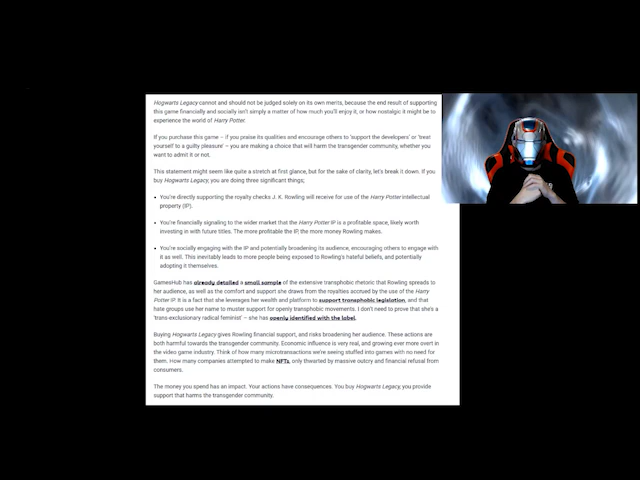 Hogwarts Legacy cannot and should not be judged solely on its own merits, because the end result of supporting
this game financially and socially isn't simply a matter of how much you'll enjoy it, or how nostalgic it might be to
experience the world of Harry Potter.
If you purchase this game – if you praise its qualities and encourage others to 'support the developers' or 'treat
yourself to a guilty pleasure' – you are making a choice that will harm the transgender community, whether you
want to admit it or not.
This statement might seem like quite a stretch at first glance, but for the sake of clarity, let's break it down. If you
buy Hogwarts Legacy, you are doing three significant things;
• You're directly supporting the royalty checks J. K. Rowling will receive for use of the Harry Potter intellectual
property (IP).
• You're financially signaling to the wider market that the Harry Potter IP is a profitable space, likely worth
investing in with future titles. The more profitable the IP, the more money Rowling makes.
• You're socially engaging with the IP and potentially broadening its audience, encouraging others to engage with
it as well. This inevitably leads to more people being exposed to Rowling's hateful beliefs, and potentially
adopting it themselves.
GamesHub has already detailed a small sample of the extensive transphobic rhetoric that Rowling spreads to
her audience, as well as the comfort and support she draws from the royalties accrued by the use of the Harry
Potter IP. It is a fact that she leverages her wealth and platform to support transphobic legislation, and that
hate groups use her name to muster support for openly transphobic movements. I don't need to prove that she's a
'trans-exclusionary radical feminist' – she has openly identified with the label.
Buying Hogwarts Legacy gives Rowling financial support, and risks broadening her audience. These actions are
both harmful towards the transgender community. Economic influence is very real, and growing ever more overt in
the video game industry. Think of how many microtransactions we're seeing stuffed into games with no need for
them. How many companies attempted to make NFTs, only thwarted by massive outcry and financial refusal from
consumers.
The money you spend has an impact. Your actions have consequences. You buy Hogwarts Legacy, you provide
support that harms the transgender community.